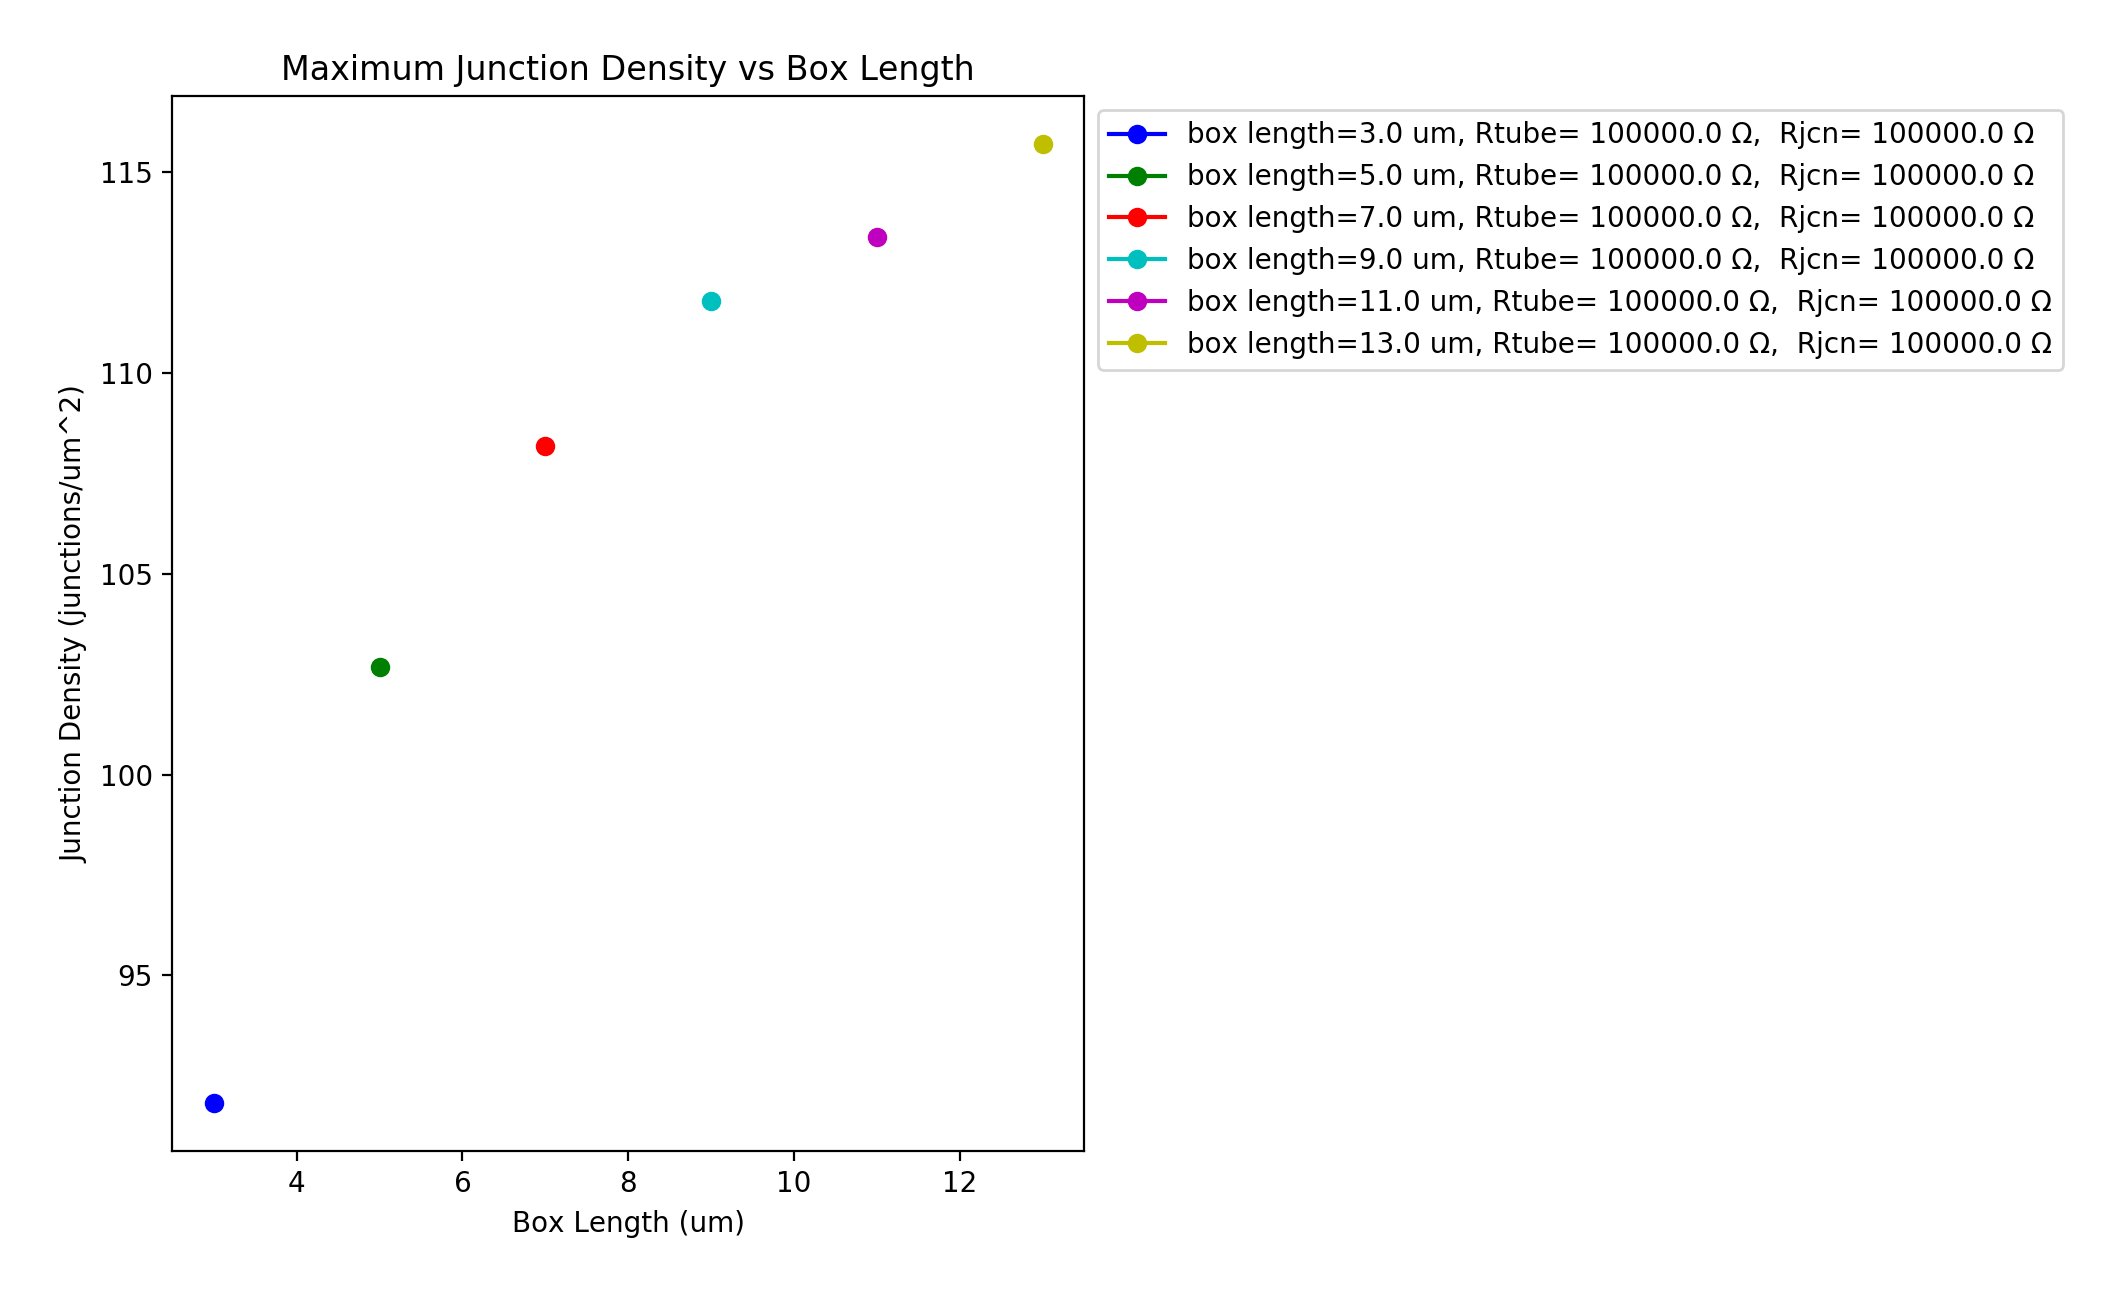 Maximum Junction Density vs Box Length
Junction Density (junctions/um^2)
115
110
105
100
95
4
6
8
10
12
Box Length (um)
box length=3.0 um, Rtube= 100000.0 Ω,  Rjcn= 100000.0 Ω
box length=5.0 um, Rtube= 100000.0 Ω,  Rjcn= 100000.0 Ω
box length=7.0 um, Rtube= 100000.0 Ω,  Rjcn= 100000.0 Ω
box length=9.0 um, Rtube= 100000.0 Ω,  Rjcn= 100000.0 Ω
box length=11.0 um, Rtube= 100000.0 Ω,  Rjcn= 100000.0 Ω
box length=13.0 um, Rtube= 100000.0 Ω,  Rjcn= 100000.0 Ω